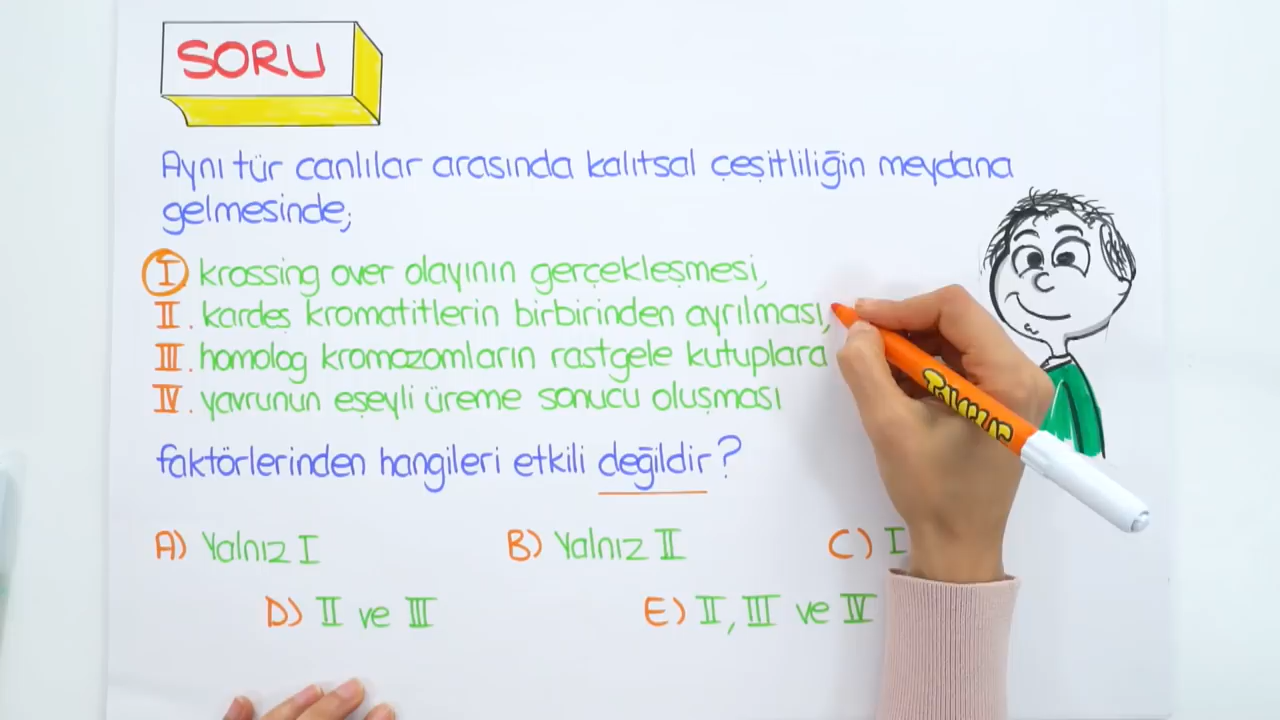 SORU
Aynı tür canlılar arasında kalıtsal çeşitliliğin meydana
gelmesinde;
I krossing over olayının gerçekleşmesi,
II. kardeş kromatitlerin birbirinden ayrılması,
III. homolog kromozomların rastgele kutuplara
IV. yavrunun eşeyli üreme sonucu oluşması
faktörlerinden hangileri etkili değildir?
A) Yalnız I
B) Yalnız II
C) I
D) II ve III
E) II, III ve IV